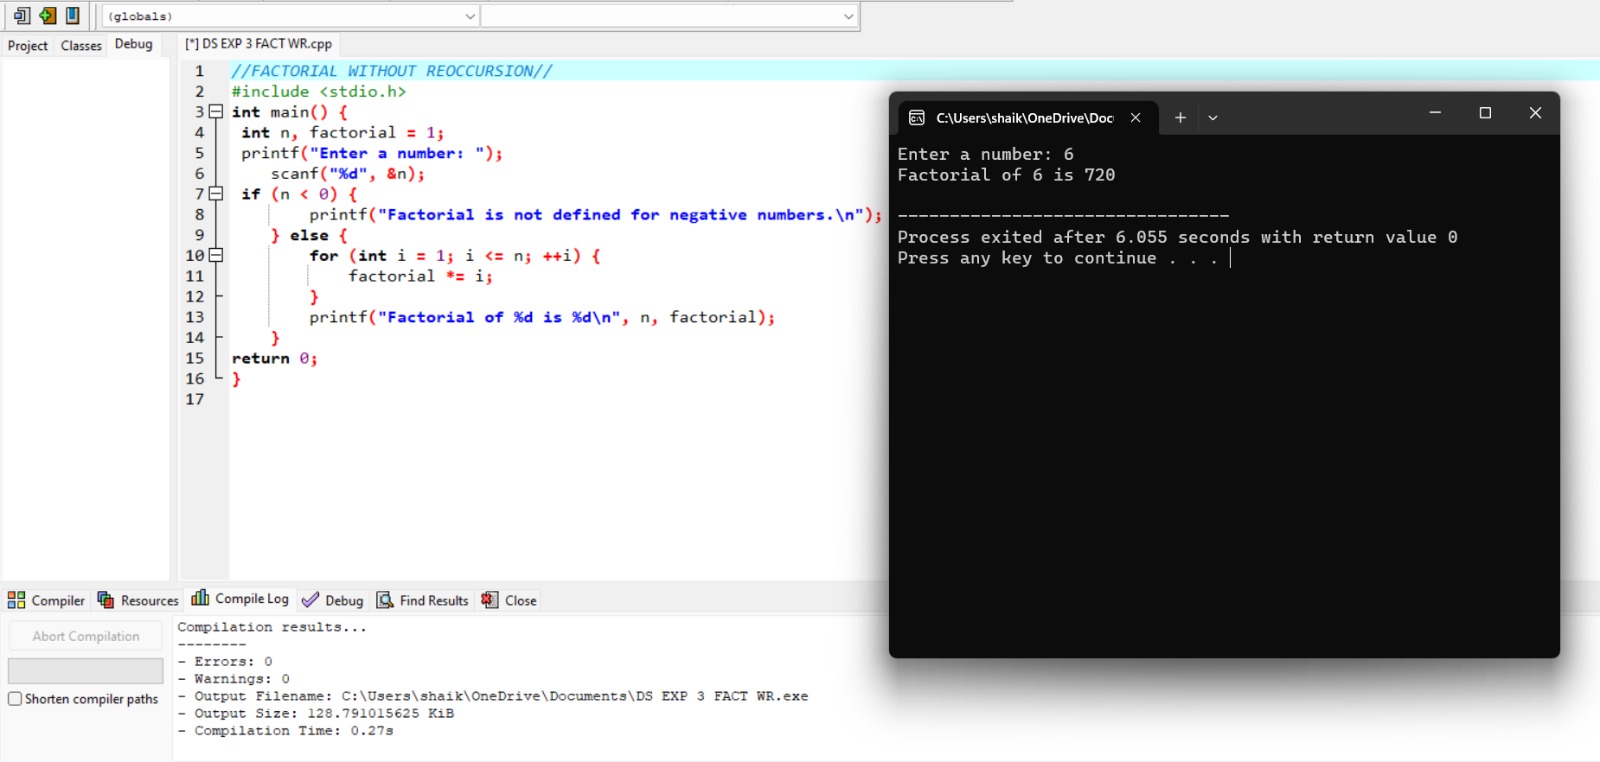 (globals)
Project Classes Debug
[*] DS EXP 3 FACT WR.cpp
1 //FACTORIAL WITHOUT REOCCURSION//
2 #include <stdio.h>
3 int main() {
4 int n, factorial = 1;
5 printf("Enter a number: ");
6 scanf("%d", &n);
7 if (n < 0) {
8 printf("Factorial is not defined for negative numbers.\n");
9 } else {
10 for (int i = 1; i <= n; ++i) {
11 factorial *= i;
12 }
13 printf("Factorial of %d is %d\n", n, factorial);
14 }
15 return 0;
16 }
17
C:\Users\shaik\OneDrive\Doc
Enter a number: 6
Factorial of 6 is 720
--------------------------------
Process exited after 6.055 seconds with return value 0
Press any key to continue . . .
Compiler Resources Compile Log Debug Find Results Close
Abort Compilation
Shorten compiler paths
Compilation results...
--------
- Errors: 0
- Warnings: 0
- Output Filename: C:\Users\shaik\OneDrive\Documents\DS EXP 3 FACT WR.exe
- Output Size: 128.791015625 KiB
- Compilation Time: 0.27s